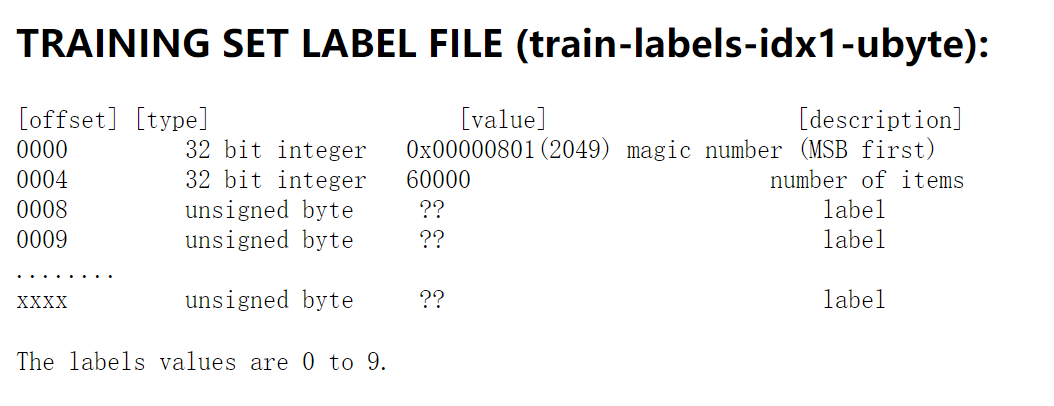 TRAINING SET LABEL FILE (train-labels-idx1-ubyte):
[offset] [type] [value] [description]
0000 32 bit integer 0x00000801(2049) magic number (MSB first)
0004 32 bit integer 60000 number of items
0008 unsigned byte ?? label
0009 unsigned byte ?? label
........
xxxx unsigned byte ?? label
The labels values are 0 to 9.